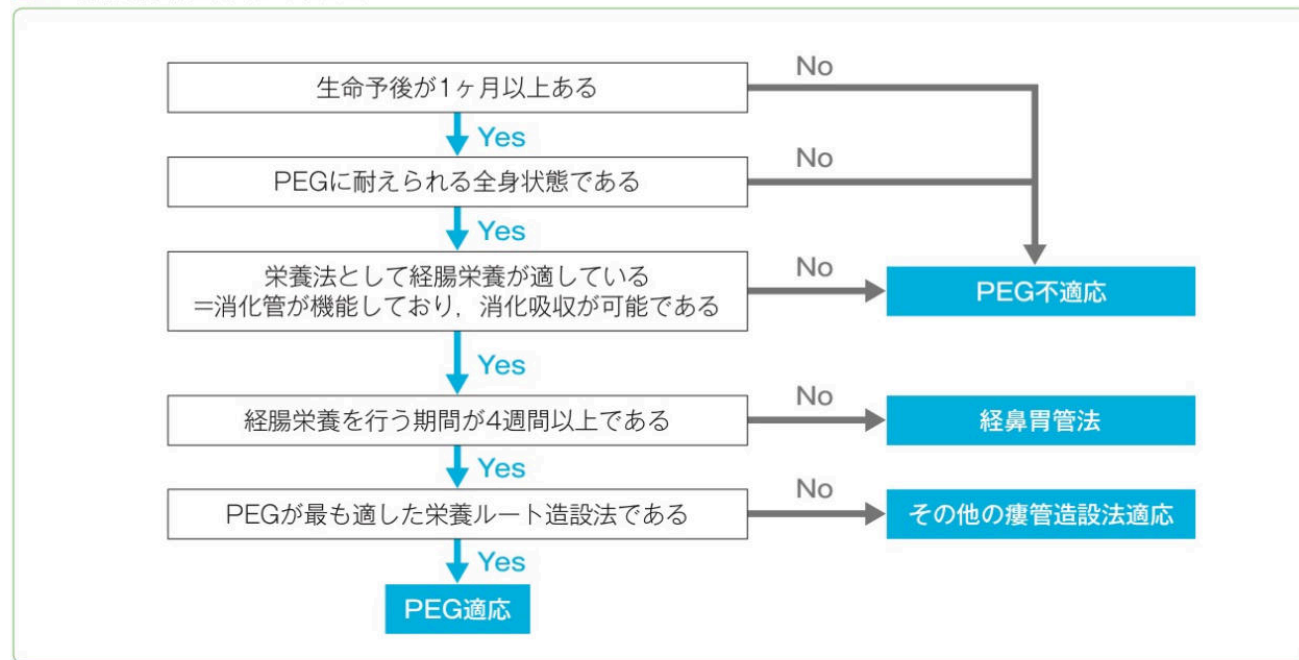 生命予後が1ヶ月以上ある
No
Yes
PEGに耐えられる全身状態である
No
Yes
栄養法として経腸栄養が適している
＝消化管が機能しており，消化吸収が可能である
No
PEG不適応
Yes
経腸栄養を行う期間が4週間以上である
No
経鼻胃管法
Yes
PEGが最も適した栄養ルート造設法である
No
その他の瘻管造設法適応
Yes
PEG適応